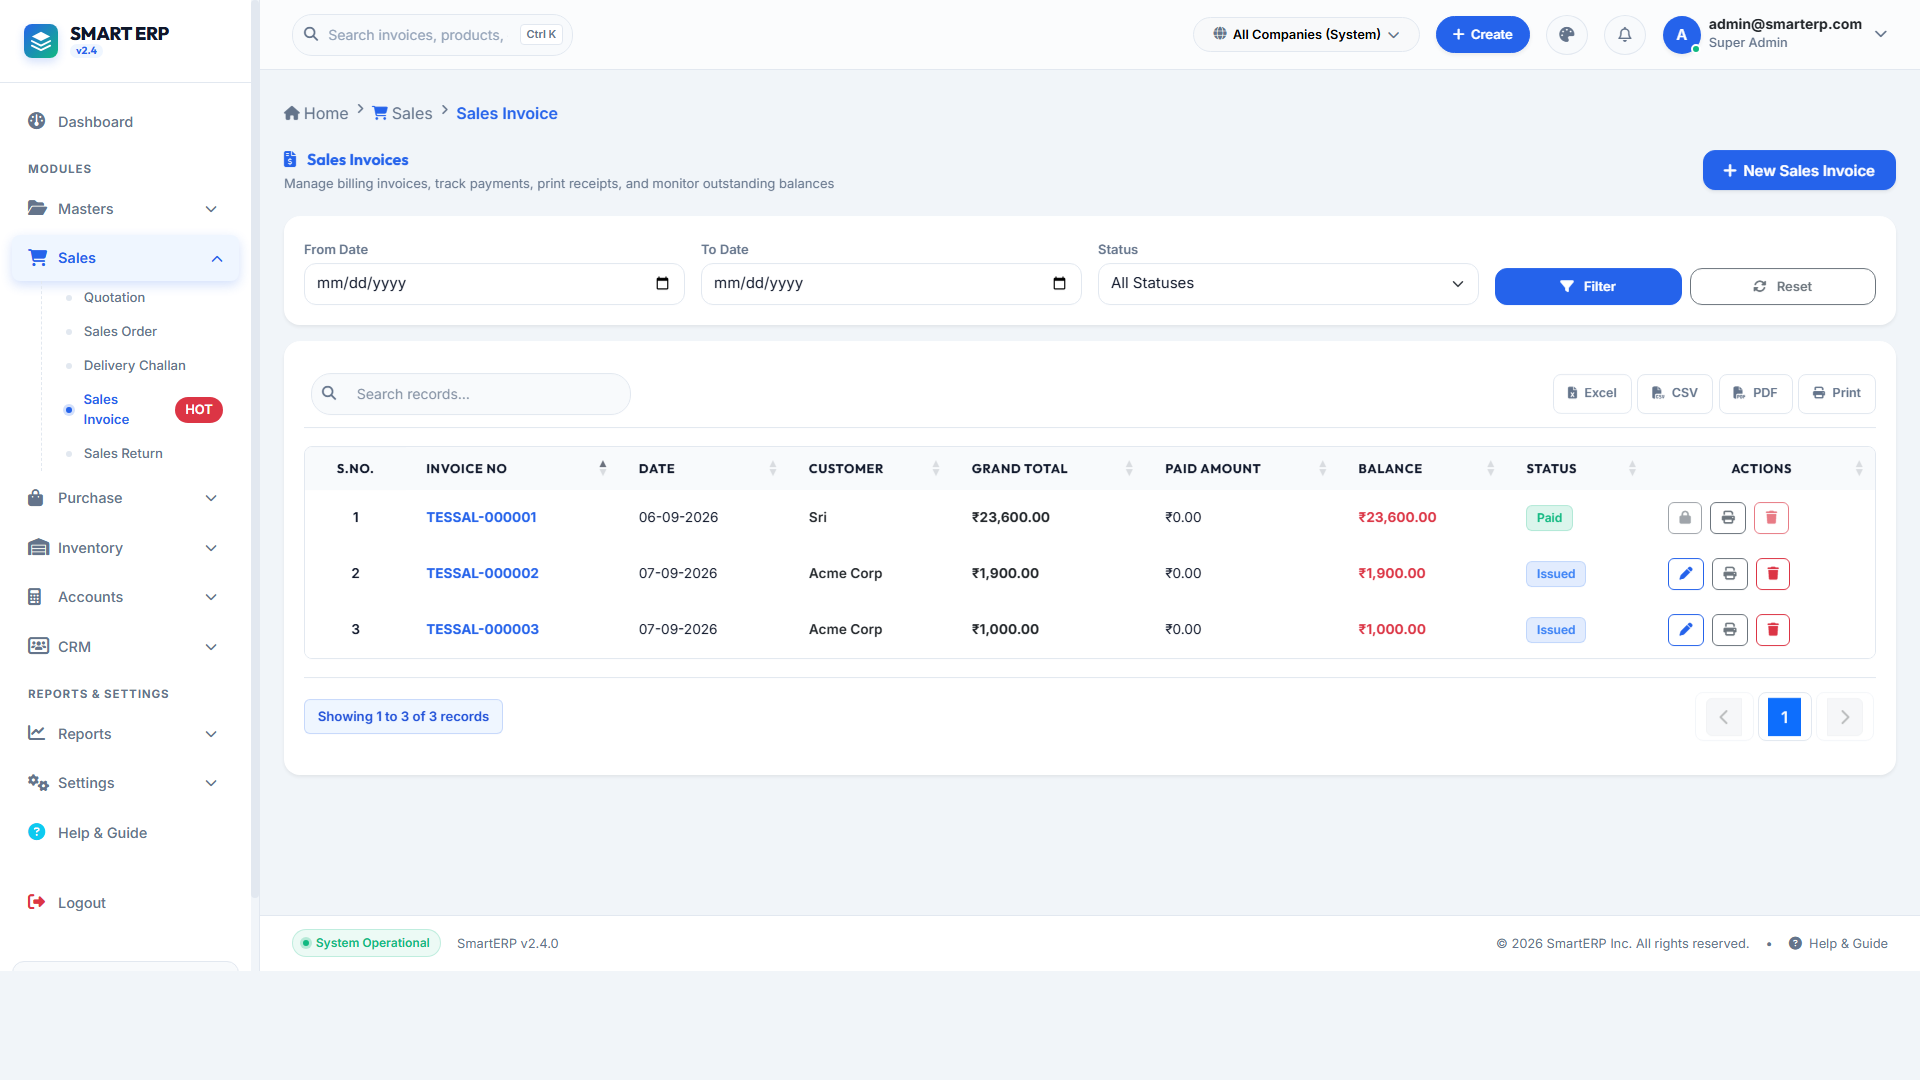 SMART ERP
v2.4
Search invoices, products,
Ctrl K
All Companies (System)
+ Create
A
admin@smarterp.com
Super Admin
Dashboard
MODULES
Masters
Sales
Quotation
Sales Order
Delivery Challan
Sales
Invoice
HOT
Sales Return
Purchase
Inventory
Accounts
CRM
REPORTS & SETTINGS
Reports
Settings
Help & Guide
Logout
Home > Sales > Sales Invoice
Sales Invoices
Manage billing invoices, track payments, print receipts, and monitor outstanding balances
+ New Sales Invoice
From Date
To Date
Status
mm/dd/yyyy
mm/dd/yyyy
All Statuses
Filter
Reset
Search records...
Excel
CSV
PDF
Print
S.NO. INVOICE NO DATE CUSTOMER GRAND TOTAL PAID AMOUNT BALANCE STATUS ACTIONS
1 TESSAL-000001 06-09-2026 Sri ₹23,600.00 ₹0.00 ₹23,600.00 Paid
2 TESSAL-000002 07-09-2026 Acme Corp ₹1,900.00 ₹0.00 ₹1,900.00 Issued
3 TESSAL-000003 07-09-2026 Acme Corp ₹1,000.00 ₹0.00 ₹1,000.00 Issued
Showing 1 to 3 of 3 records
1
System Operational
SmartERP v2.4.0
© 2026 SmartERP Inc. All rights reserved. • Help & Guide